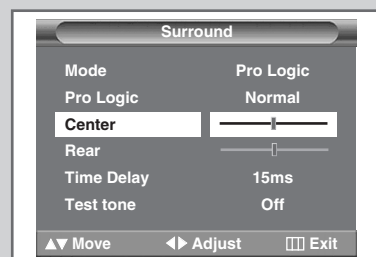 Surround
Mode Pro Logic
Pro Logic Normal
Center
Rear
Time Delay 15ms
Test tone Off
▲▼ Move ◀▶ Adjust Exit